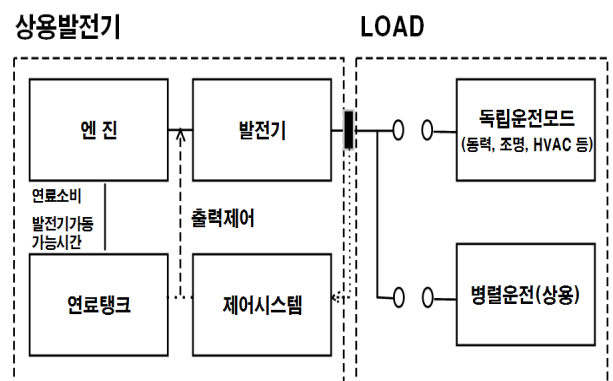 상용발전기
LOAD
엔 진
발전기
독립운전모드
(동력, 조명, HVAC 등)
연료소비
발전기가동
가능시간
출력제어
연료탱크
제어시스템
병렬운전(상용)